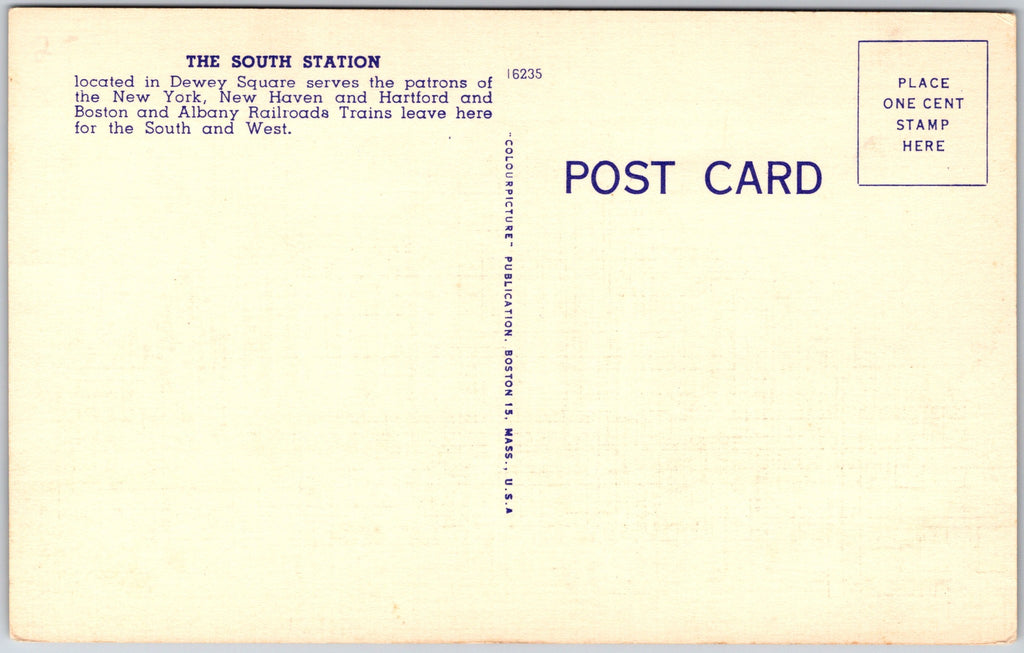 THE SOUTH STATION
located in Dewey Square serves the patrons of
the New York, New Haven and Hartford and
Boston and Albany Railroads Trains leave here
for the South and West.
16235
"COLOURPICTURE" PUBLICATION, BOSTON 15, MASS., U.S.A
POST CARD
PLACE
ONE CENT
STAMP
HERE